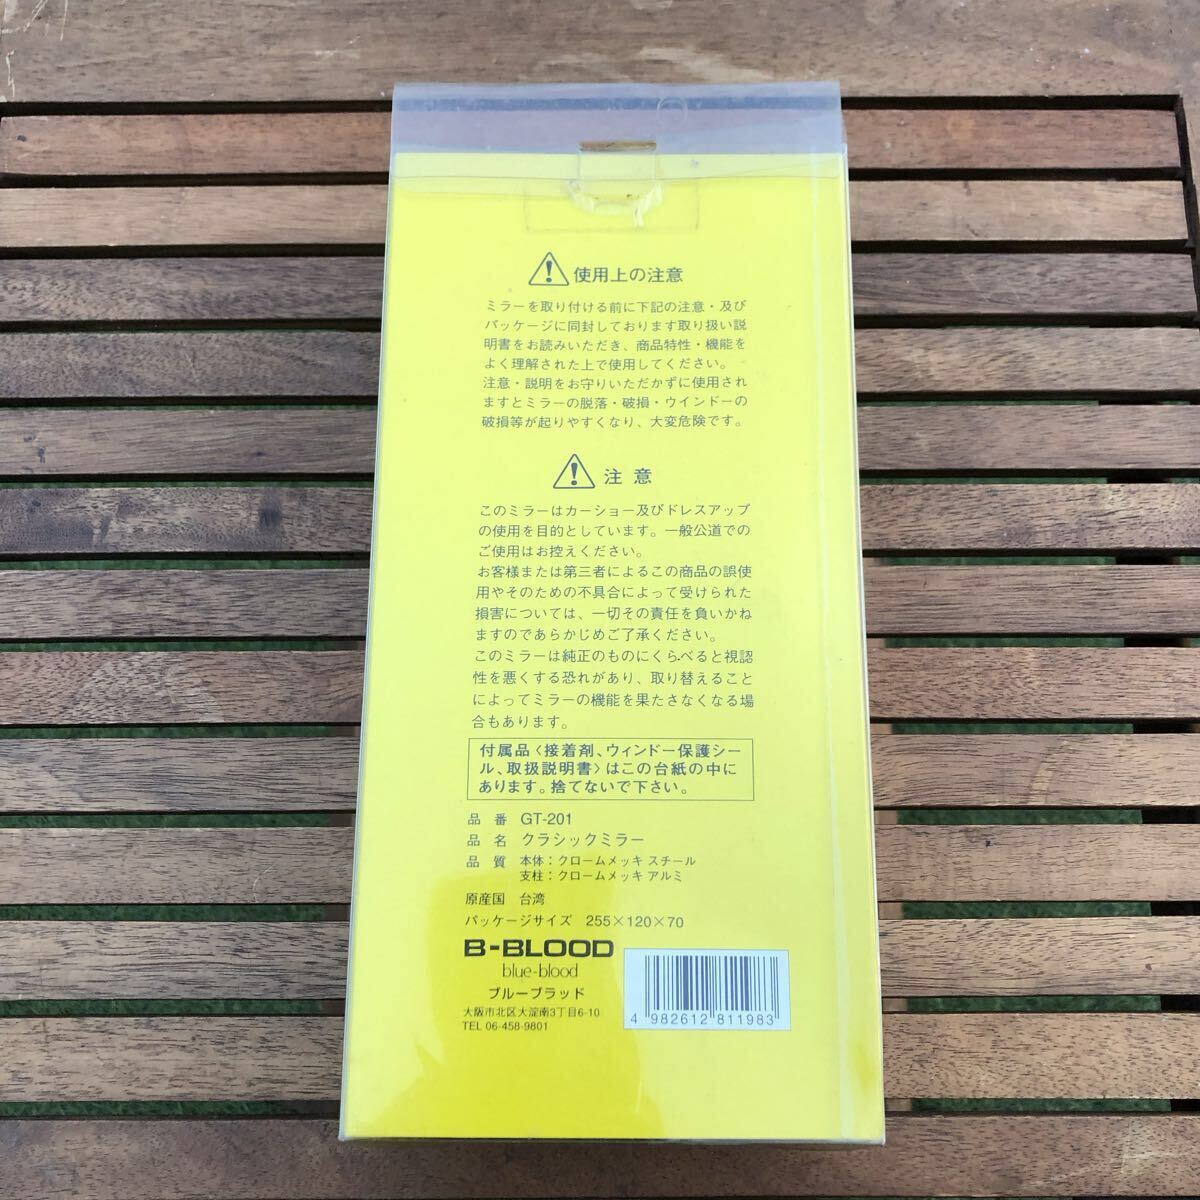 使用上の注意
ミラーを取り付ける前に下記の注意・及び
パッケージに同封しております取り扱い説
明書をお読みいただき、商品特性・機能を
よく理解された上で使用してください。
注意・説明をお守りいただかずに使用され
ますとミラーの脱落・破損・ウインドーの
破損等が起りやすくなり、大変危険です。
注意
このミラーはカーショー及びドレスアップ
の使用を目的としています。一般公道での
ご使用はお控えください。
お客様または第三者によるこの商品の誤使
用やそのための不具合によって受けられた
損害については、一切その責任を負いかね
ますのであらかじめご了承ください。
このミラーは純正のものにくらべると視認
性を悪くする恐れがあり、取り替えること
によってミラーの機能を果たさなくなる場
合もあります。
付属品〈接着剤、ウィンドー保護シー
ル、取扱説明書〉はこの台紙の中に
あります。捨てないで下さい。
品番 GT-201
品名 クラシックミラー
品質 本体：クロームメッキ スチール
支柱：クロームメッキ アルミ
原産国 台湾
パッケージサイズ 255×120×70
B-BLOOD
blue-blood
ブルーブラッド
大阪市北区大淀南3丁目6-10
TEL 06-458-9801
4 982612 811983